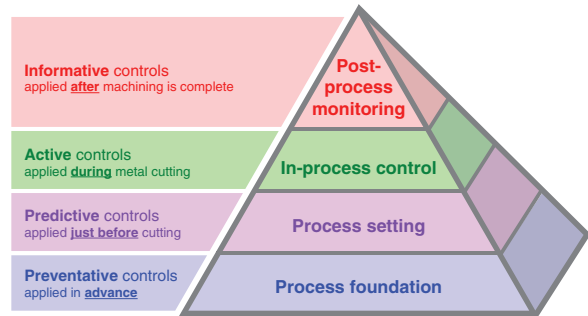 Informative controls
applied after machining is complete
Post-
process
monitoring
Active controls
applied during metal cutting
In-process control
Predictive controls
applied just before cutting
Process setting
Preventative controls
applied in advance
Process foundation